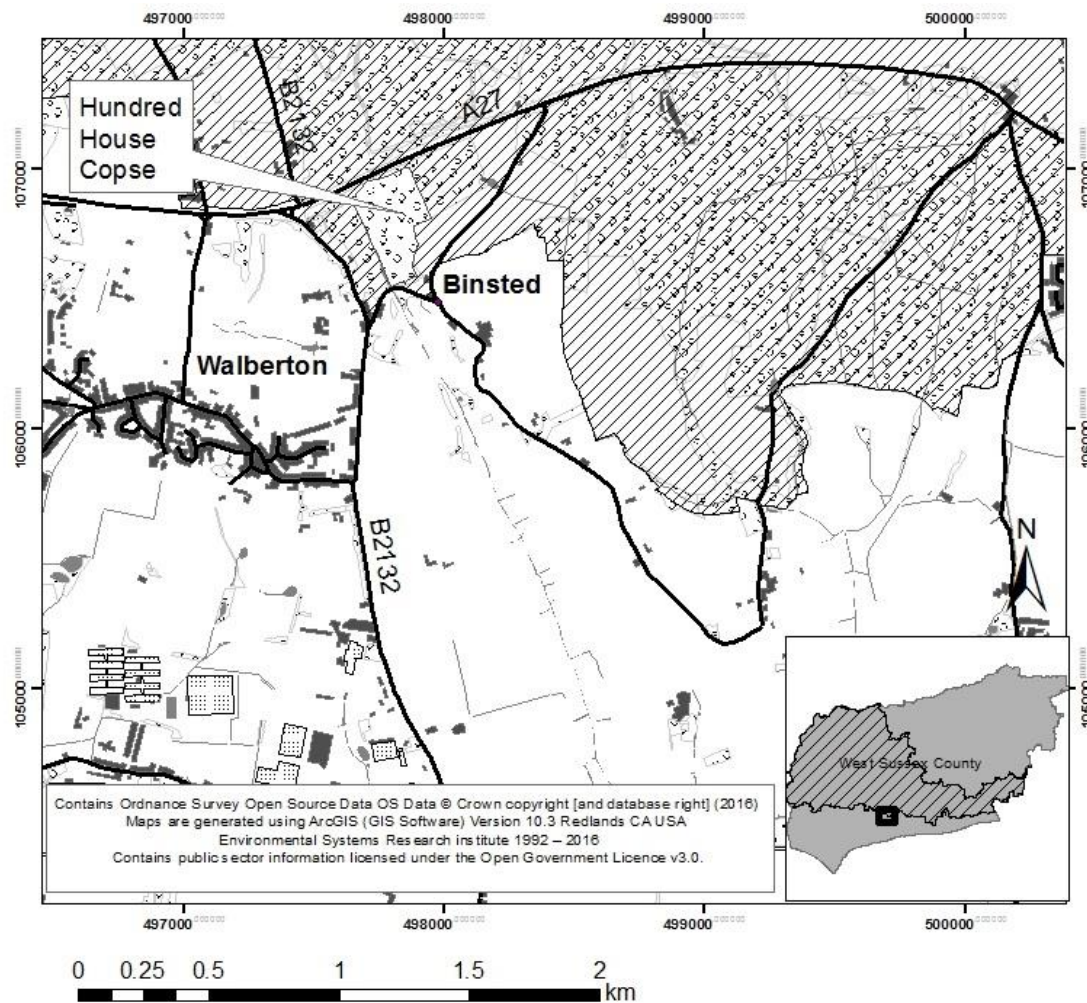 497000
498000
499000
500000
107000
106000
105000
107000
106000
105000
Hundred
House
Copse
B2132
A27
Binsted
Walberton
B2132
N
West Sussex County
Contains Ordnance Survey Open Source Data OS Data © Crown copyright [and database right] (2016)
Maps are generated using ArcGIS (GIS Software) Version 10.3 Redlands CA USA
Environmental Systems Research institute 1992 – 2016
Contains public sector information licensed under the Open Government Licence v3.0.
497000
498000
499000
500000
0 0.25 0.5 1 1.5 2
km